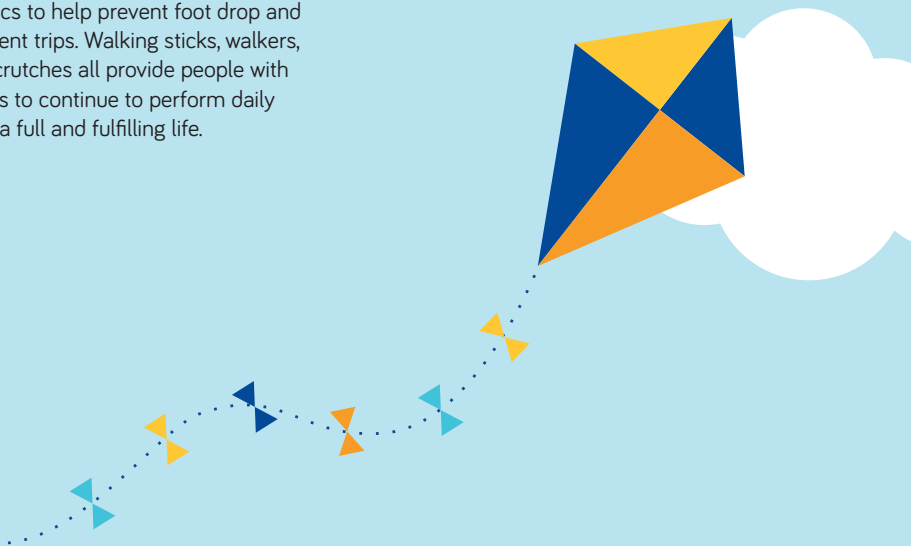 cs to help prevent foot drop and
ent trips. Walking sticks, walkers,
crutches all provide people with
s to continue to perform daily
a full and fulfilling life.